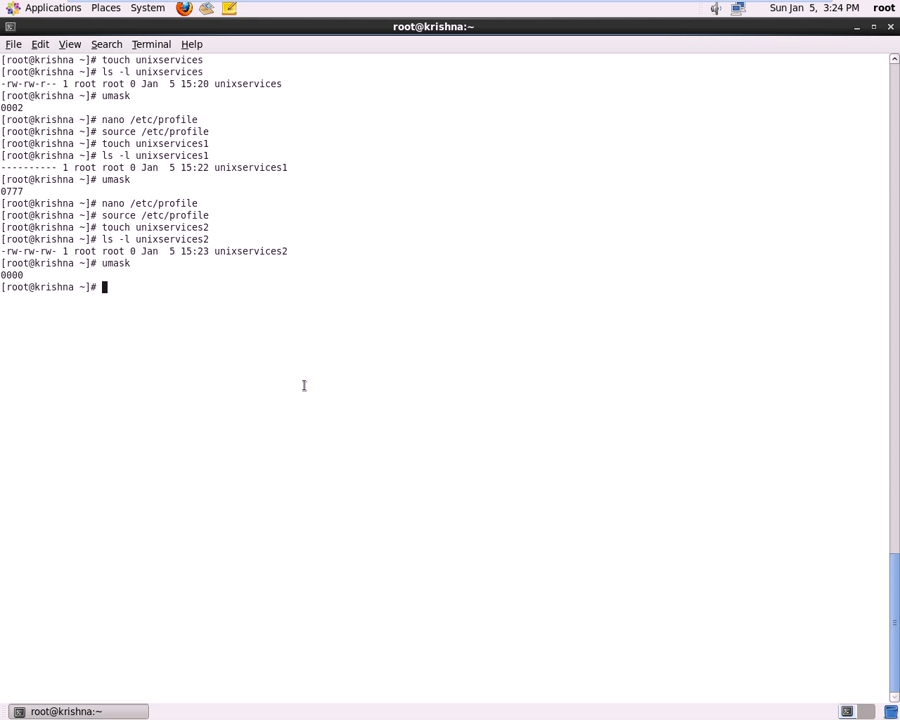 Applications Places System Sun Jan 5, 3:24 PM root
root@krishna:~
File Edit View Search Terminal Help
[root@krishna ~]# touch unixservices
[root@krishna ~]# ls -l unixservices
-rw-rw-r-- 1 root root 0 Jan  5 15:20 unixservices
[root@krishna ~]# umask
0002
[root@krishna ~]# nano /etc/profile
[root@krishna ~]# source /etc/profile
[root@krishna ~]# touch unixservices1
[root@krishna ~]# ls -l unixservices1
---------- 1 root root 0 Jan  5 15:22 unixservices1
[root@krishna ~]# umask
0777
[root@krishna ~]# nano /etc/profile
[root@krishna ~]# source /etc/profile
[root@krishna ~]# touch unixservices2
[root@krishna ~]# ls -l unixservices2
-rw-rw-rw- 1 root root 0 Jan  5 15:23 unixservices2
[root@krishna ~]# umask
0000
[root@krishna ~]#
root@krishna:~